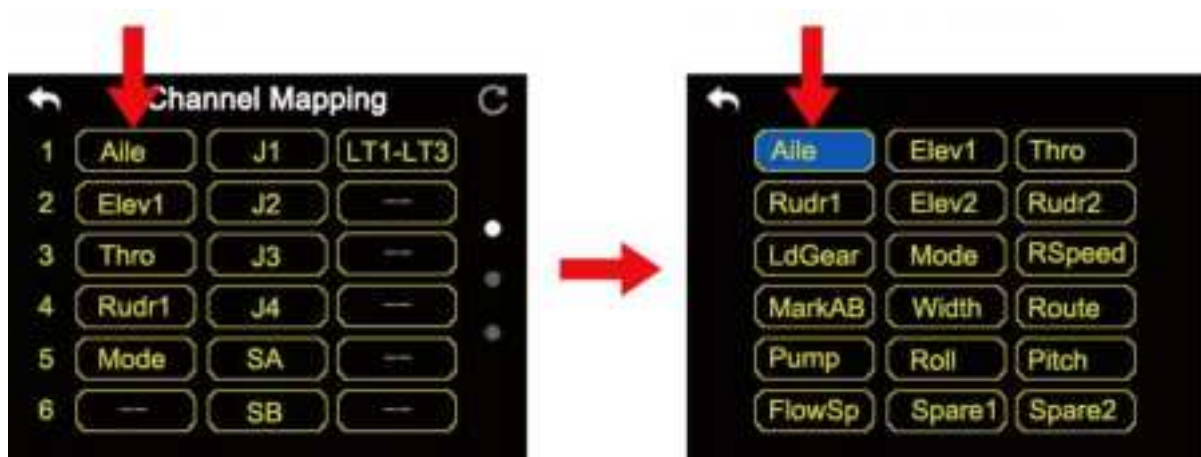 Channel Mapping
1 Aile J1 LT1-LT3
2 Elev1 J2 --
3 Thro J3 --
4 Rudr1 J4 --
5 Mode SA --
6 -- SB --
Aile Elev1 Thro
Rudr1 Elev2 Rudr2
LdGear Mode RSpeed
MarkAB Width Route
Pump Roll Pitch
FlowSp Spare1 Spare2